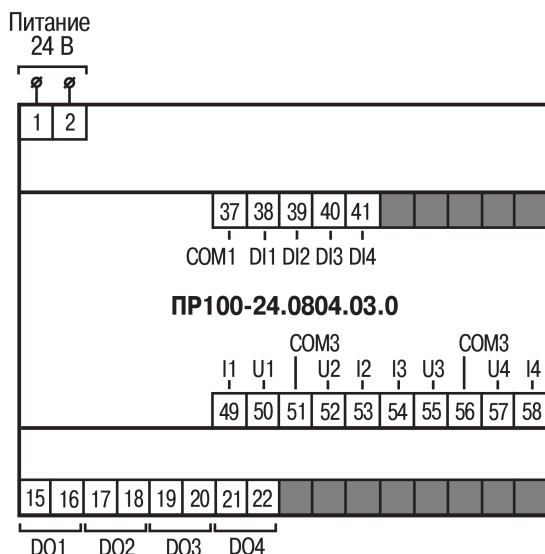 Питание
24 В
1 2
37 38 39 40 41
COM1 DI1 DI2 DI3 DI4
ПР100-24.0804.03.0
COM3 COM3
I1 U1 U2 I2 I3 U3 U4 I4
49 50 51 52 53 54 55 56 57 58
15 16 17 18 19 20 21 22
DO1 DO2 DO3 DO4